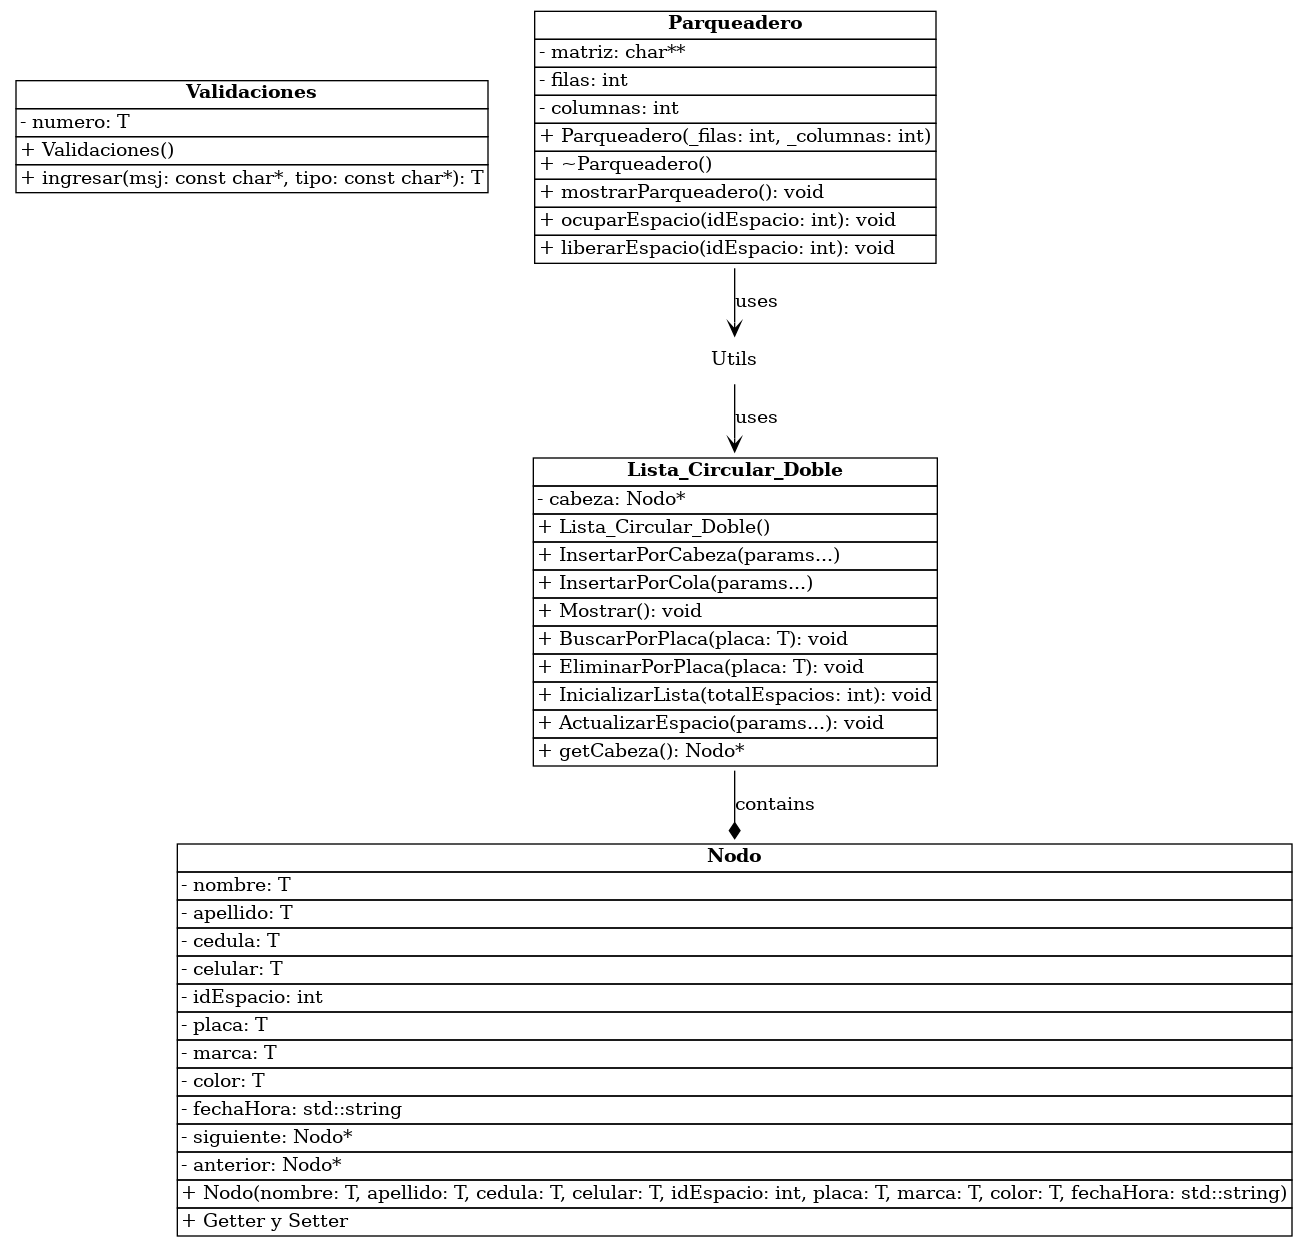 Validaciones
- numero: T
+ Validaciones()
+ ingresar(msj: const char*, tipo: const char*): T
Parqueadero
- matriz: char**
- filas: int
- columnas: int
+ Parqueadero(_filas: int, _columnas: int)
+ ~Parqueadero()
+ mostrarParqueadero(): void
+ ocuparEspacio(idEspacio: int): void
+ liberarEspacio(idEspacio: int): void
uses
Utils
uses
Lista_Circular_Doble
- cabeza: Nodo*
+ Lista_Circular_Doble()
+ InsertarPorCabeza(params...)
+ InsertarPorCola(params...)
+ Mostrar(): void
+ BuscarPorPlaca(placa: T): void
+ EliminarPorPlaca(placa: T): void
+ InicializarLista(totalEspacios: int): void
+ ActualizarEspacio(params...): void
+ getCabeza(): Nodo*
contains
Nodo
- nombre: T
- apellido: T
- cedula: T
- celular: T
- idEspacio: int
- placa: T
- marca: T
- color: T
- fechaHora: std::string
- siguiente: Nodo*
- anterior: Nodo*
+ Nodo(nombre: T, apellido: T, cedula: T, celular: T, idEspacio: int, placa: T, marca: T, color: T, fechaHora: std::string)
+ Getter y Setter